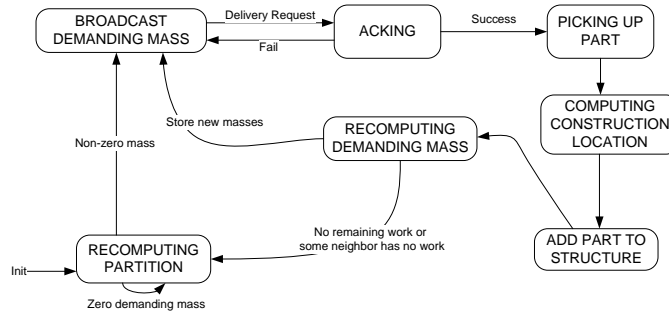 BROADCAST
DEMANDING MASS
Delivery Request
Fail
ACKING
Success
PICKING UP
PART
COMPUTING
CONSTRUCTION
LOCATION
Store new masses
RECOMPUTING
DEMANDING MASS
Non-zero mass
No remaining work or
some neighbor has no work
ADD PART TO
STRUCTURE
Init
RECOMPUTING
PARTITION
Zero demanding mass